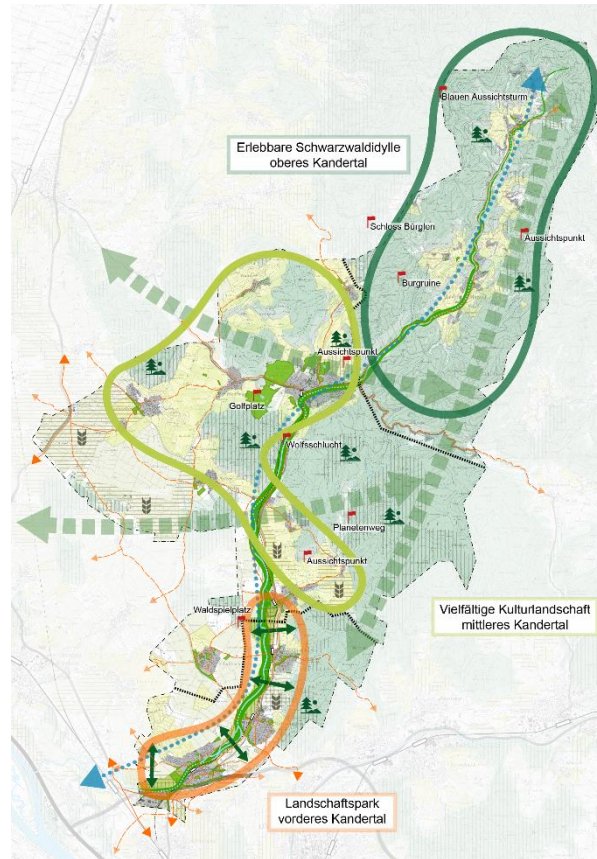 Blauen Aussichtsturm
Erlebbare Schwarzwaldidylle
oberes Kandertal
Schloss Bürglen
Aussichtspunkt
Burgruine
Aussichtspunkt
Golfplatz
Wolfsschlucht
Planetenweg
Aussichtspunkt
Waldspielplatz
Vielfältige Kulturlandschaft
mittleres Kandertal
Landschaftspark
vorderes Kandertal